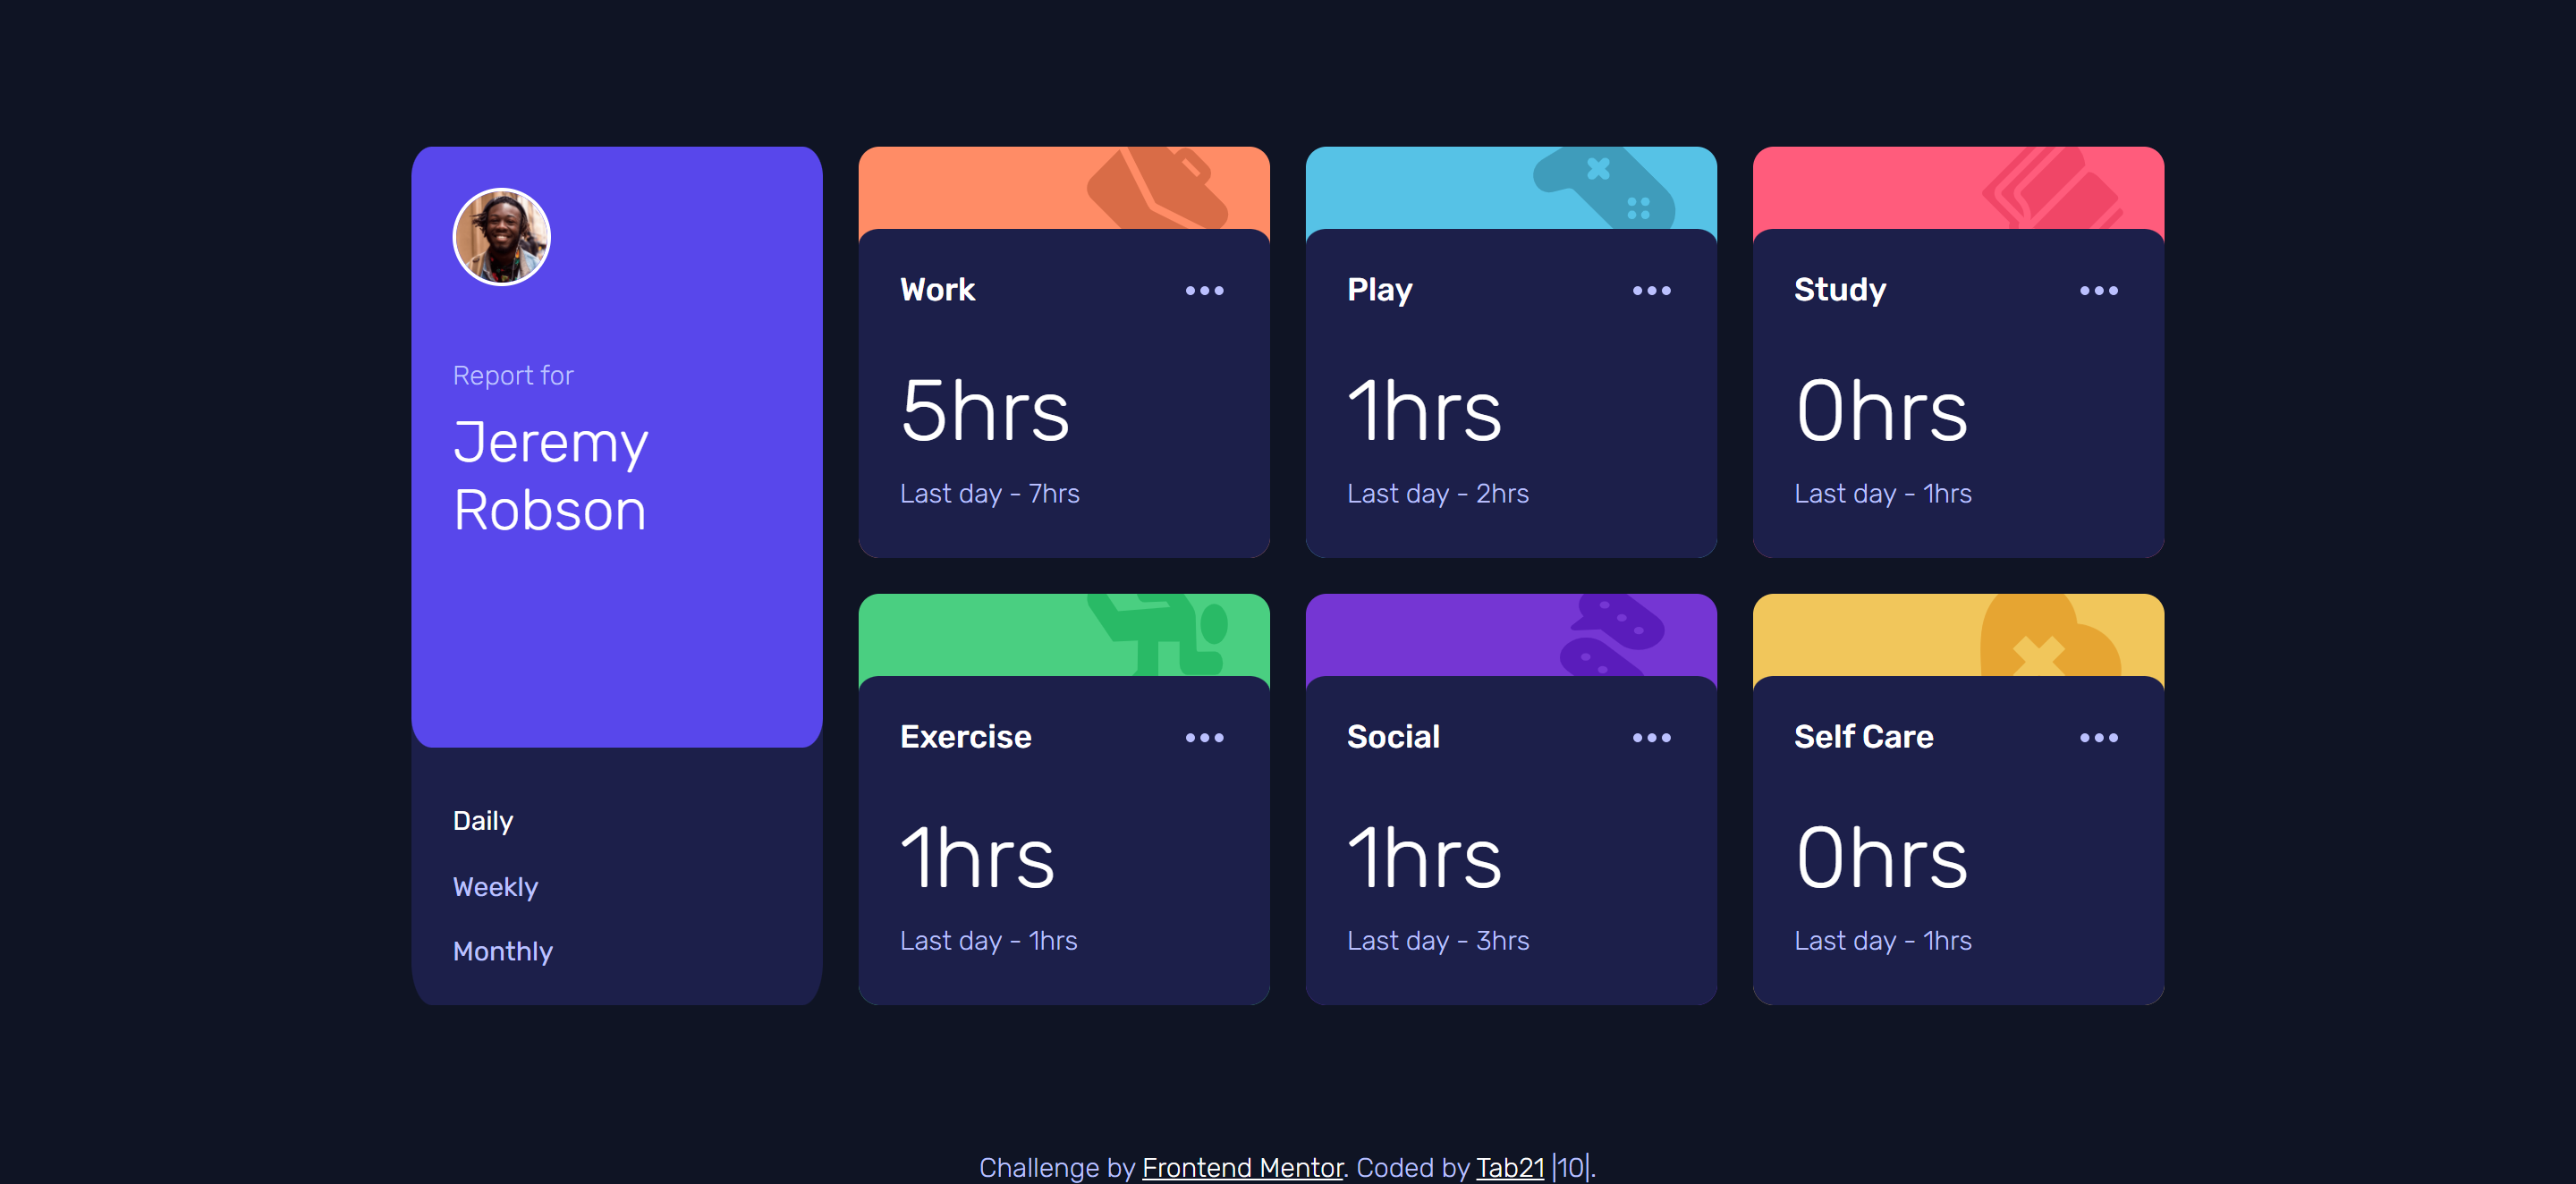 Report for
Jeremy
Robson
Daily
Weekly
Monthly
Work
5hrs
Last day - 7hrs
Play
1hrs
Last day - 2hrs
Study
0hrs
Last day - 1hrs
Exercise
1hrs
Last day - 1hrs
Social
1hrs
Last day - 3hrs
Self Care
0hrs
Last day - 1hrs
Challenge by Frontend Mentor. Coded by Tab21 |10|.